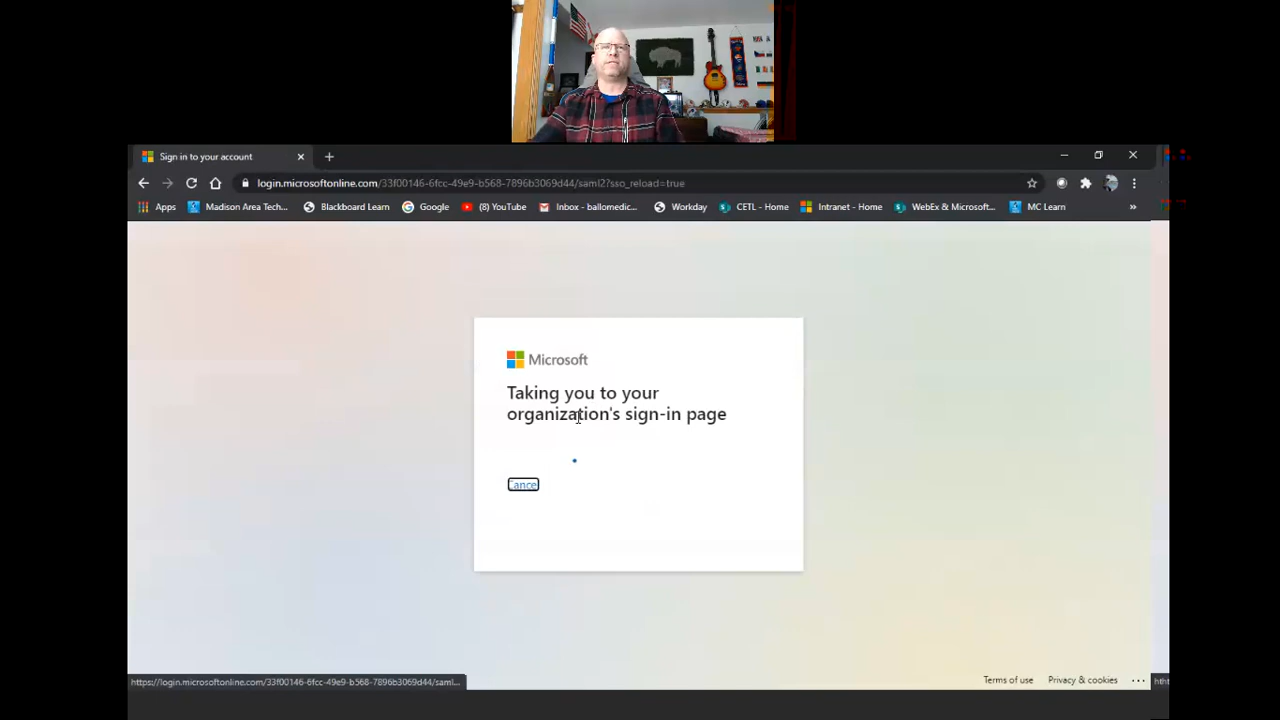 Sign in to your account
login.microsoftonline.com/33f00146-6fcc-49e9-b568-7896b3069d44/saml2?sso_reload=true
Apps Madison Area Tech... Blackboard Learn Google (8) YouTube Inbox - ballomedic... Workday CETL - Home Intranet - Home WebEx & Microsoft... MC Learn »
Microsoft
Taking you to your
organization's sign-in page
Cancel
https://login.microsoftonline.com/33f00146-6fcc-49e9-b568-7896b3069d44/saml...
Terms of use Privacy & cookies ...